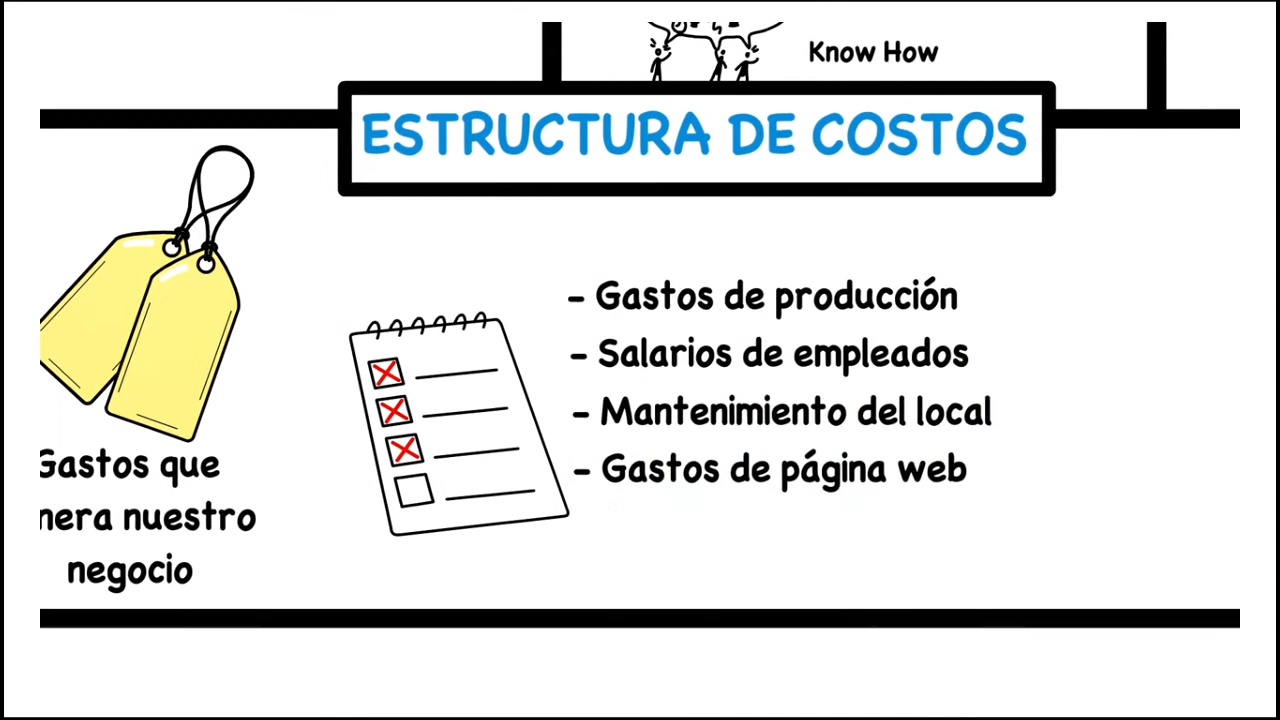 Know How
ESTRUCTURA DE COSTOS
- Gastos de producción
- Salarios de empleados
- Mantenimiento del local
- Gastos de página web
Gastos que
nera nuestro
negocio